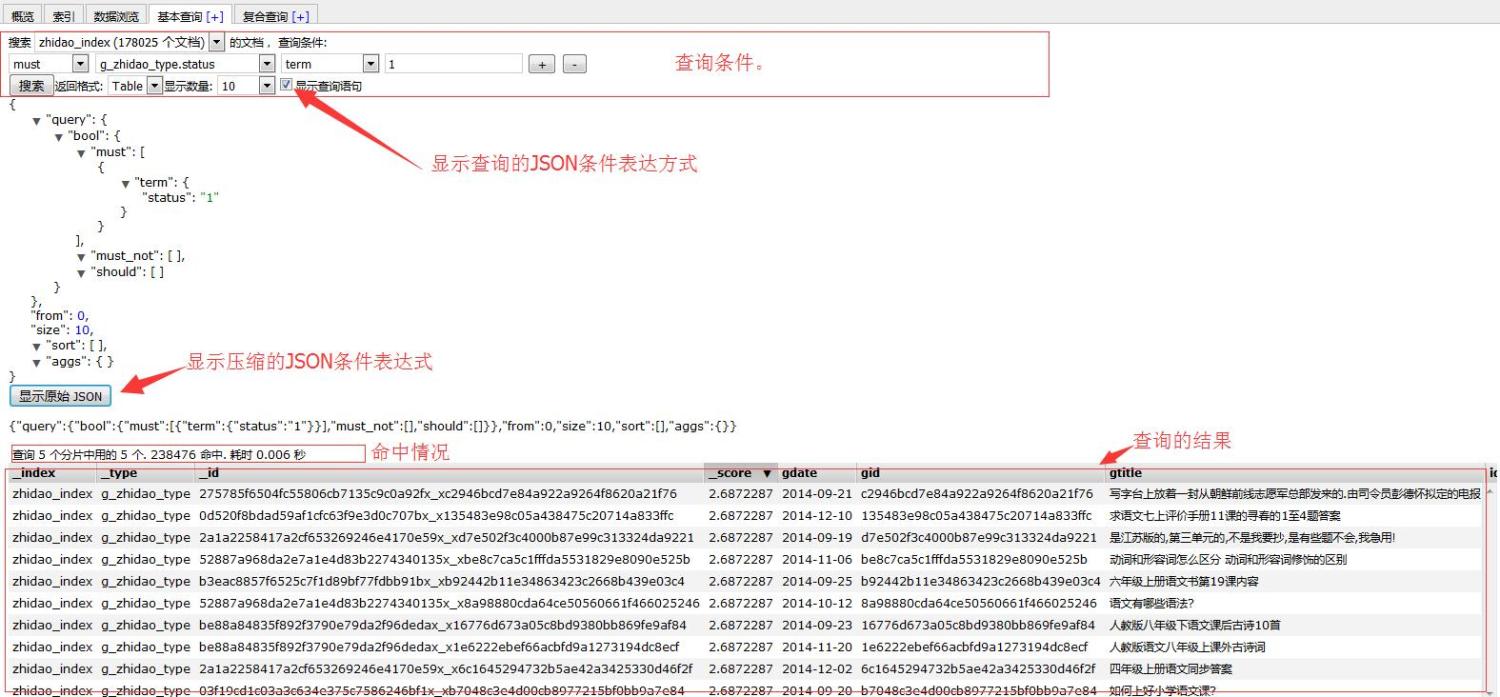 概览 索引 数据浏览 基本查询 [+] 复合查询 [+]
搜索 zhidao_index (178025 个文档) 的文档， 查询条件:
must g_zhidao_type.status term 1 + - 查询条件。
搜索 返回格式: Table 显示数量: 10 显示查询语句
{
"query": {
"bool": {
"must": [
{
"term": {
"status": "1"
}
}
],
"must_not": [ ],
"should": [ ]
}
},
"from": 0,
"size": 10,
"sort": [ ],
"aggs": { }
}
显示查询的JSON条件表达方式
显示压缩的JSON条件表达式
显示原始 JSON
{"query":{"bool":{"must":[{"term":{"status":"1"}}],"must_not":[],"should":[]}},"from":0,"size":10,"sort":[],"aggs":{}}
查询 5 个分片中用的 5 个. 238476 命中. 耗时 0.006 秒 命中情况
查询的结果
_index _type _id _score ▼ gdate gid gtitle
zhidao_index g_zhidao_type 275785f6504fc55806cb7135c9c0a92fx_xc2946bcd7e84a922a9264f8620a21f76 2.6872287 2014-09-21 c2946bcd7e84a922a9264f8620a21f76 写字台上放着一封从朝鲜前线志愿军总部发来的.由司令员彭德怀拟定的电报
zhidao_index g_zhidao_type 0d520f8bdad59af1cfc63f9e3d0c707bx_x135483e98c05a438475c20714a833ffc 2.6872287 2014-12-10 135483e98c05a438475c20714a833ffc 求语文七上评价手册11课的寻春的1至4题答案
zhidao_index g_zhidao_type 2a1a2258417a2cf653269246e4170e59x_xd7e502f3c4000b87e99c313324da9221 2.6872287 2014-09-19 d7e502f3c4000b87e99c313324da9221 是江苏版的,第三单元的,不是我要抄,是有些题不会,我急用!
zhidao_index g_zhidao_type 52887a968da2e7a1e4d83b2274340135x_xbe8c7ca5c1fffda5531829e8090e525b 2.6872287 2014-11-06 be8c7ca5c1fffda5531829e8090e525b 动词和形容词怎么区分 动词和形容词修饰的区别
zhidao_index g_zhidao_type b3eac8857f6525c7f1d89bf77fdbb91bx_xb92442b11e34863423c2668b439e03c4 2.6872287 2014-09-25 b92442b11e34863423c2668b439e03c4 六年级上册语文书第19课内容
zhidao_index g_zhidao_type 52887a968da2e7a1e4d83b2274340135x_x8a98880cda64ce50560661f466025246 2.6872287 2014-10-12 8a98880cda64ce50560661f466025246 语文有哪些语法?
zhidao_index g_zhidao_type be88a84835f892f3790e79da2f96dedax_x16776d673a05c8bd9380bb869fe9af84 2.6872287 2014-09-23 16776d673a05c8bd9380bb869fe9af84 人教版八年级下语文课后古诗10首
zhidao_index g_zhidao_type be88a84835f892f3790e79da2f96dedax_x1e6222ebef66acbfd9a1273194dc8ecf 2.6872287 2014-11-20 1e6222ebef66acbfd9a1273194dc8ecf 人教版语文八年级上课外古诗词
zhidao_index g_zhidao_type 2a1a2258417a2cf653269246e4170e59x_x6c1645294732b5ae42a3425330d46f2f 2.6872287 2014-12-02 6c1645294732b5ae42a3425330d46f2f 四年级上册语文同步答案
zhidao_index g_zhidao_type 03f19cd1c03a3c634e375c7586246bf1x_xb7048c3e0cd00cb8977215bf0bb9a7e84 2.6872287 2014-09-20 b7048c3e0cd00cb8977215bf0bb9a7e84 如何上好小学语文课?